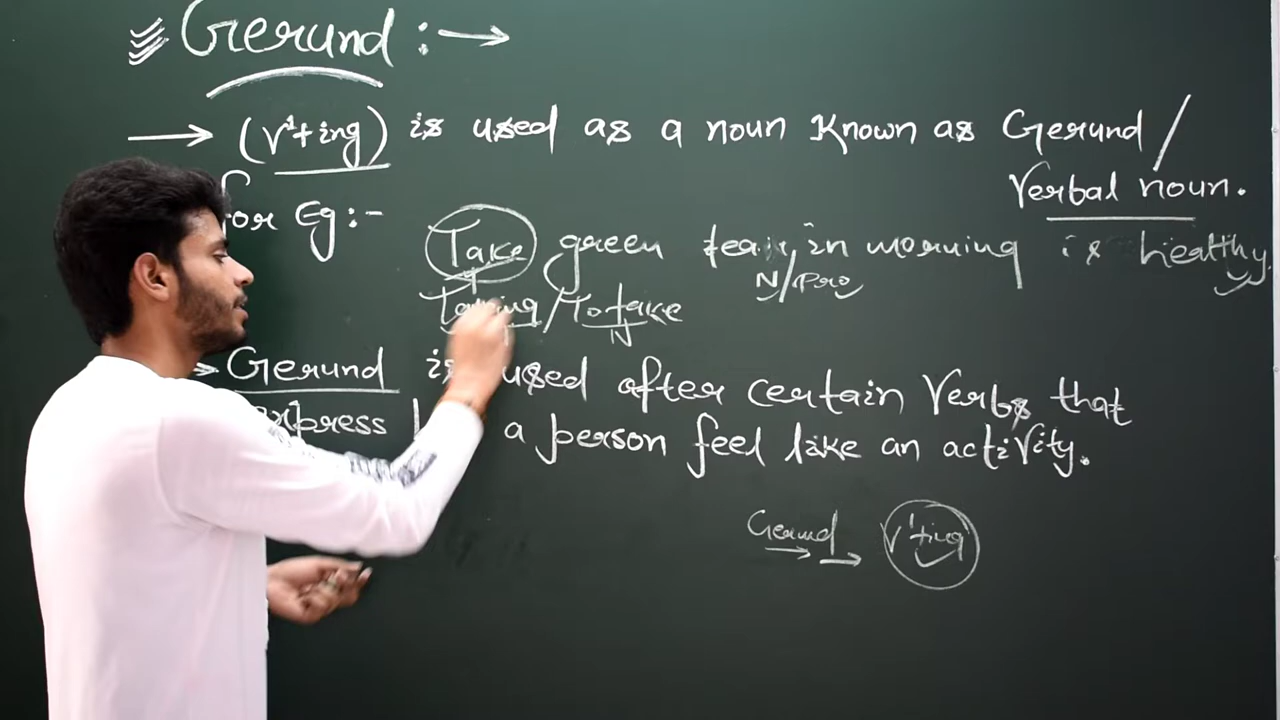 Gerund :→
→ (V¹+ing) is used as a noun known as Gerund /
Verbal noun.
for Eg:-
Take green tea in morning is healthy.
N/Pro
Taking / To take
N
→ Gerund is used after certain Verbs that
a person feel like an activity.
Gerund → V¹+ing